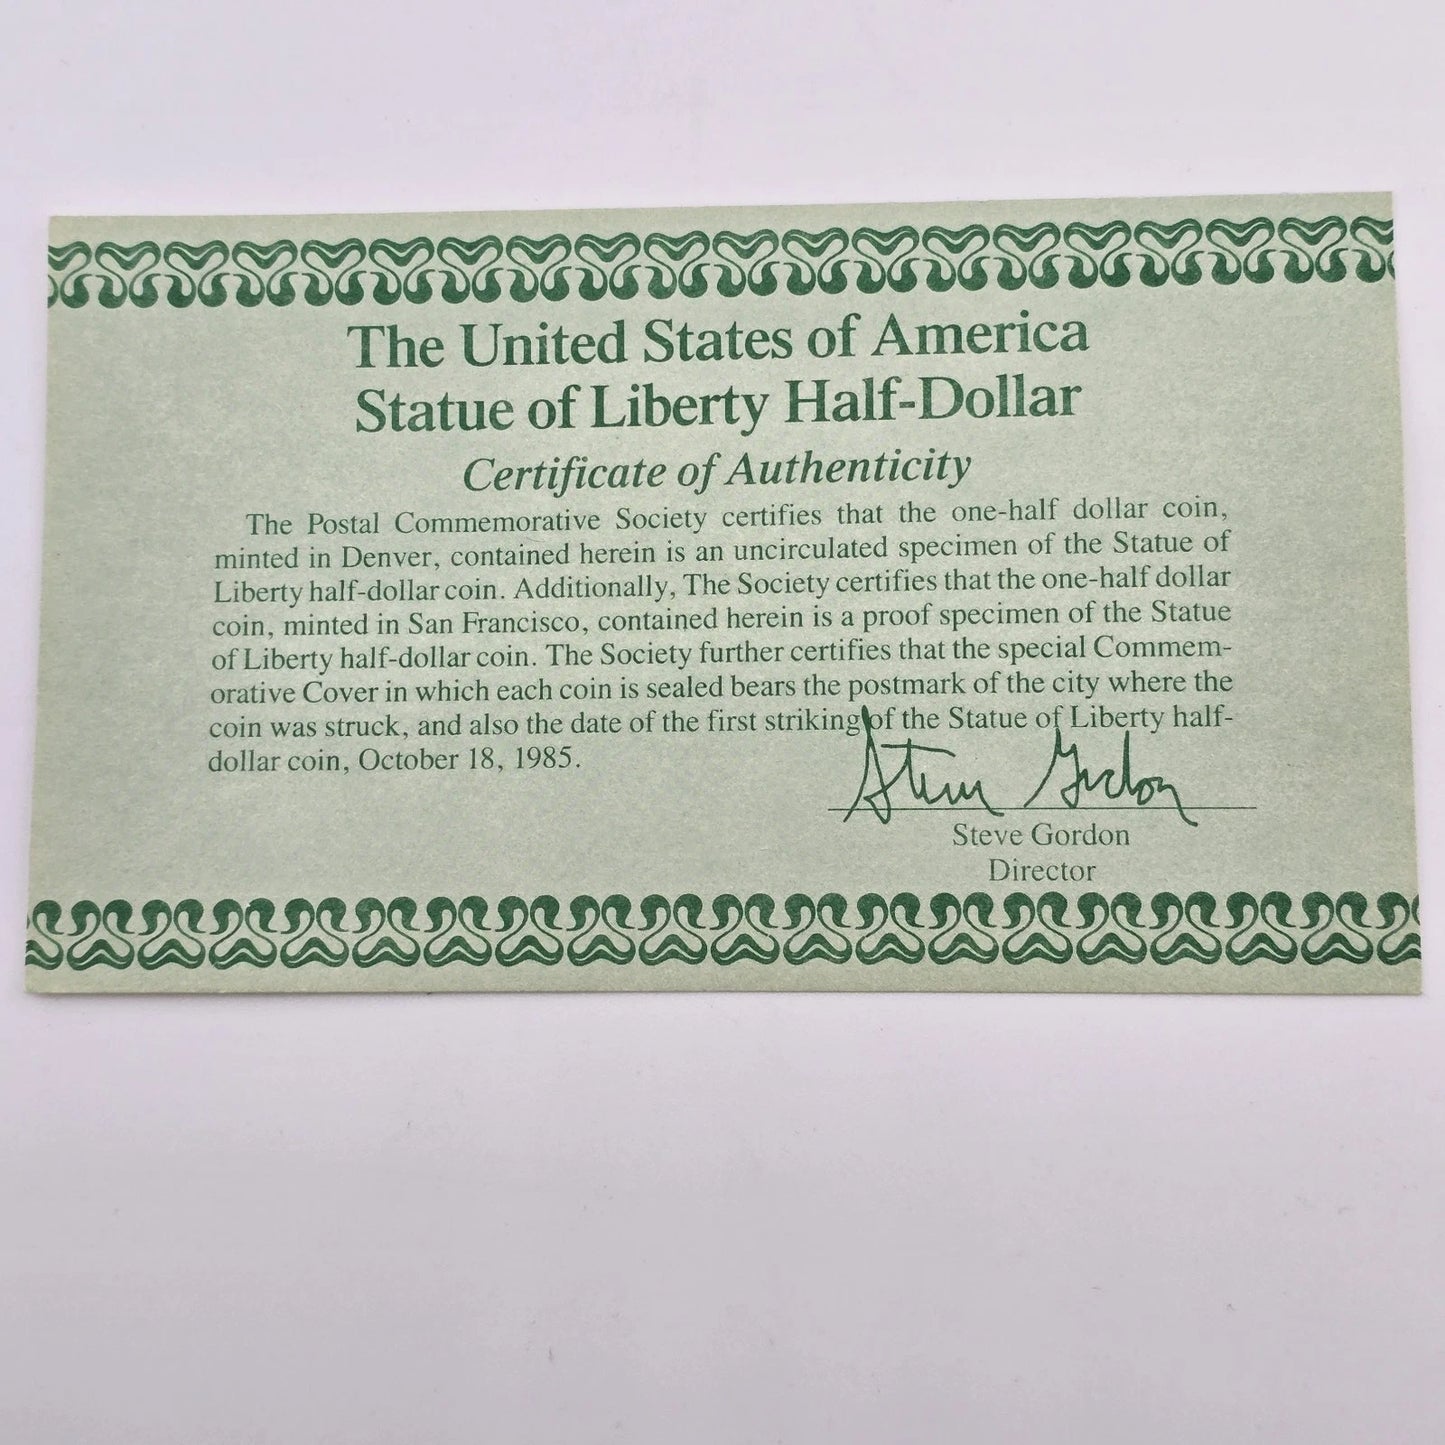 The United States of America
Statue of Liberty Half-Dollar
Certificate of Authenticity
The Postal Commemorative Society certifies that the one-half dollar coin,
minted in Denver, contained herein is an uncirculated specimen of the Statue of
Liberty half-dollar coin. Additionally, The Society certifies that the one-half dollar
coin, minted in San Francisco, contained herein is a proof specimen of the Statue
of Liberty half-dollar coin. The Society further certifies that the special Commem-
orative Cover in which each coin is sealed bears the postmark of the city where the
coin was struck, and also the date of the first striking of the Statue of Liberty half-
dollar coin, October 18, 1985.
Steve Gordon
Steve Gordon
Director